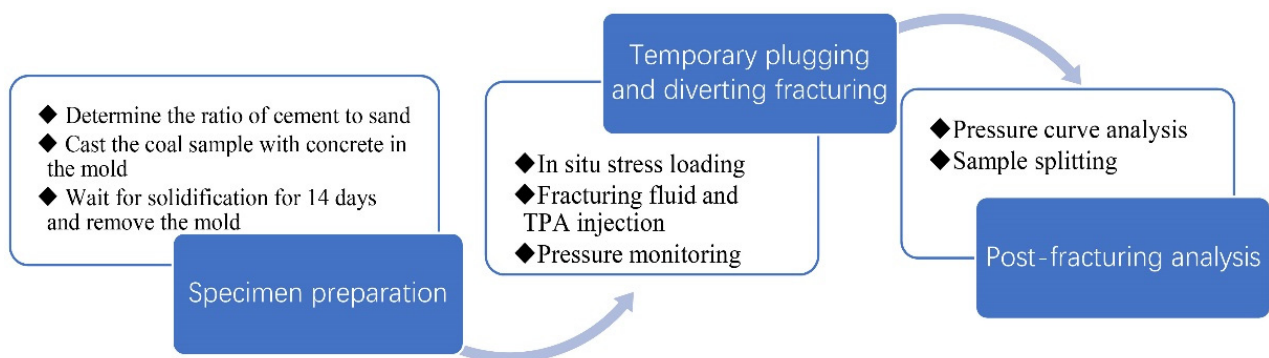 ◆ Determine the ratio of cement to sand
◆ Cast the coal sample with concrete in
the mold
◆ Wait for solidification for 14 days
and remove the mold
Specimen preparation
Temporary plugging
and diverting fracturing
◆In situ stress loading
◆Fracturing fluid and
TPA injection
◆Pressure monitoring
◆Pressure curve analysis
◆Sample splitting
Post-fracturing analysis